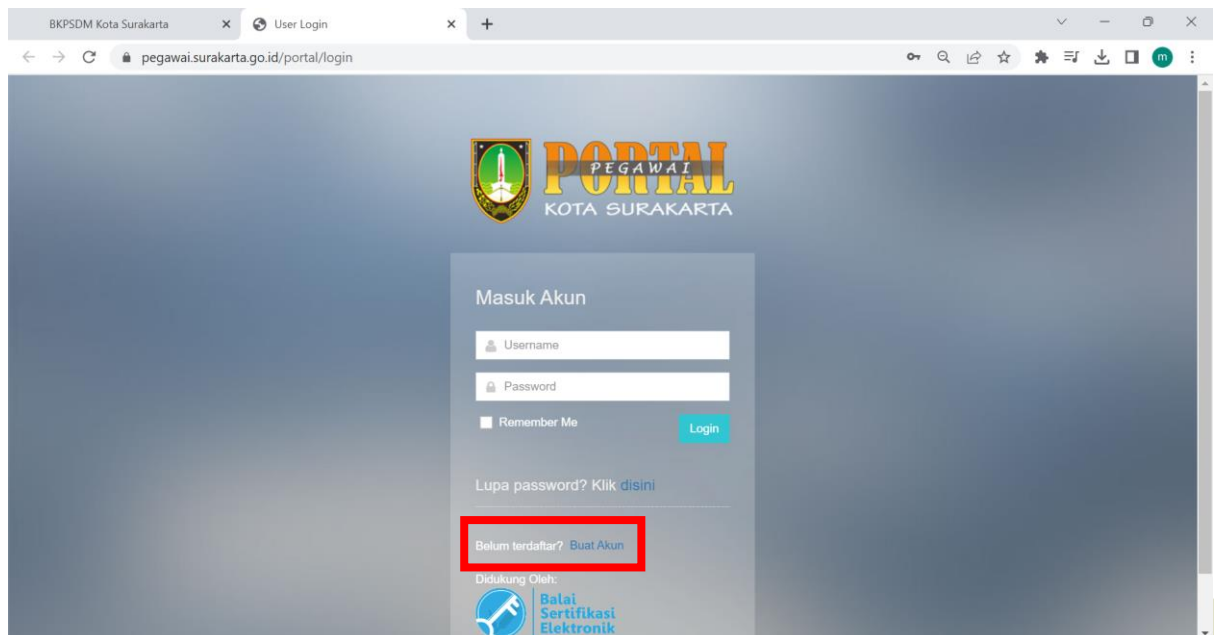 BKPSDM Kota Surakarta
User Login
pegawai.surakarta.go.id/portal/login
m
PORTAL
PEGAWAI
KOTA SURAKARTA
Masuk Akun
Username
Password
Remember Me
Login
Lupa password? Klik disini
Belum terdaftar? Buat Akun
Didukung Oleh:
Balai
Sertifikasi
Elektronik